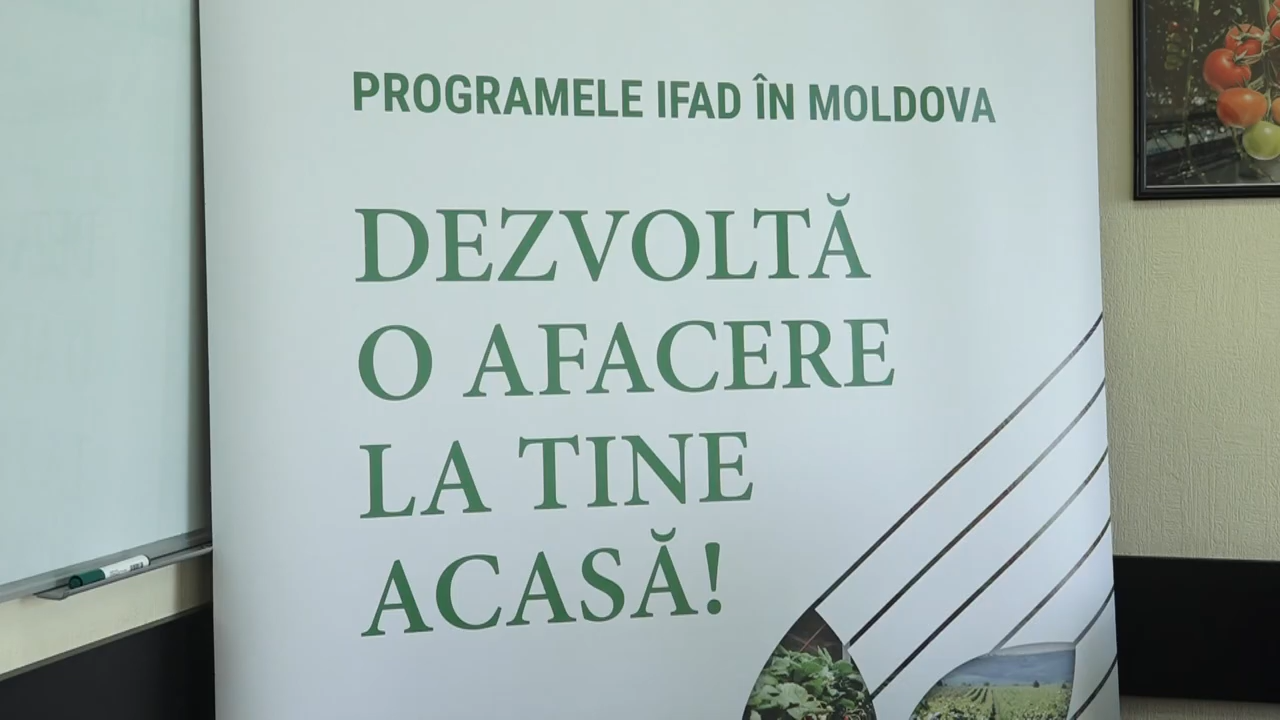 PROGRAMELE IFAD ÎN MOLDOVA
DEZVOLTĂ
O AFACERE
LA TINE
ACASĂ!